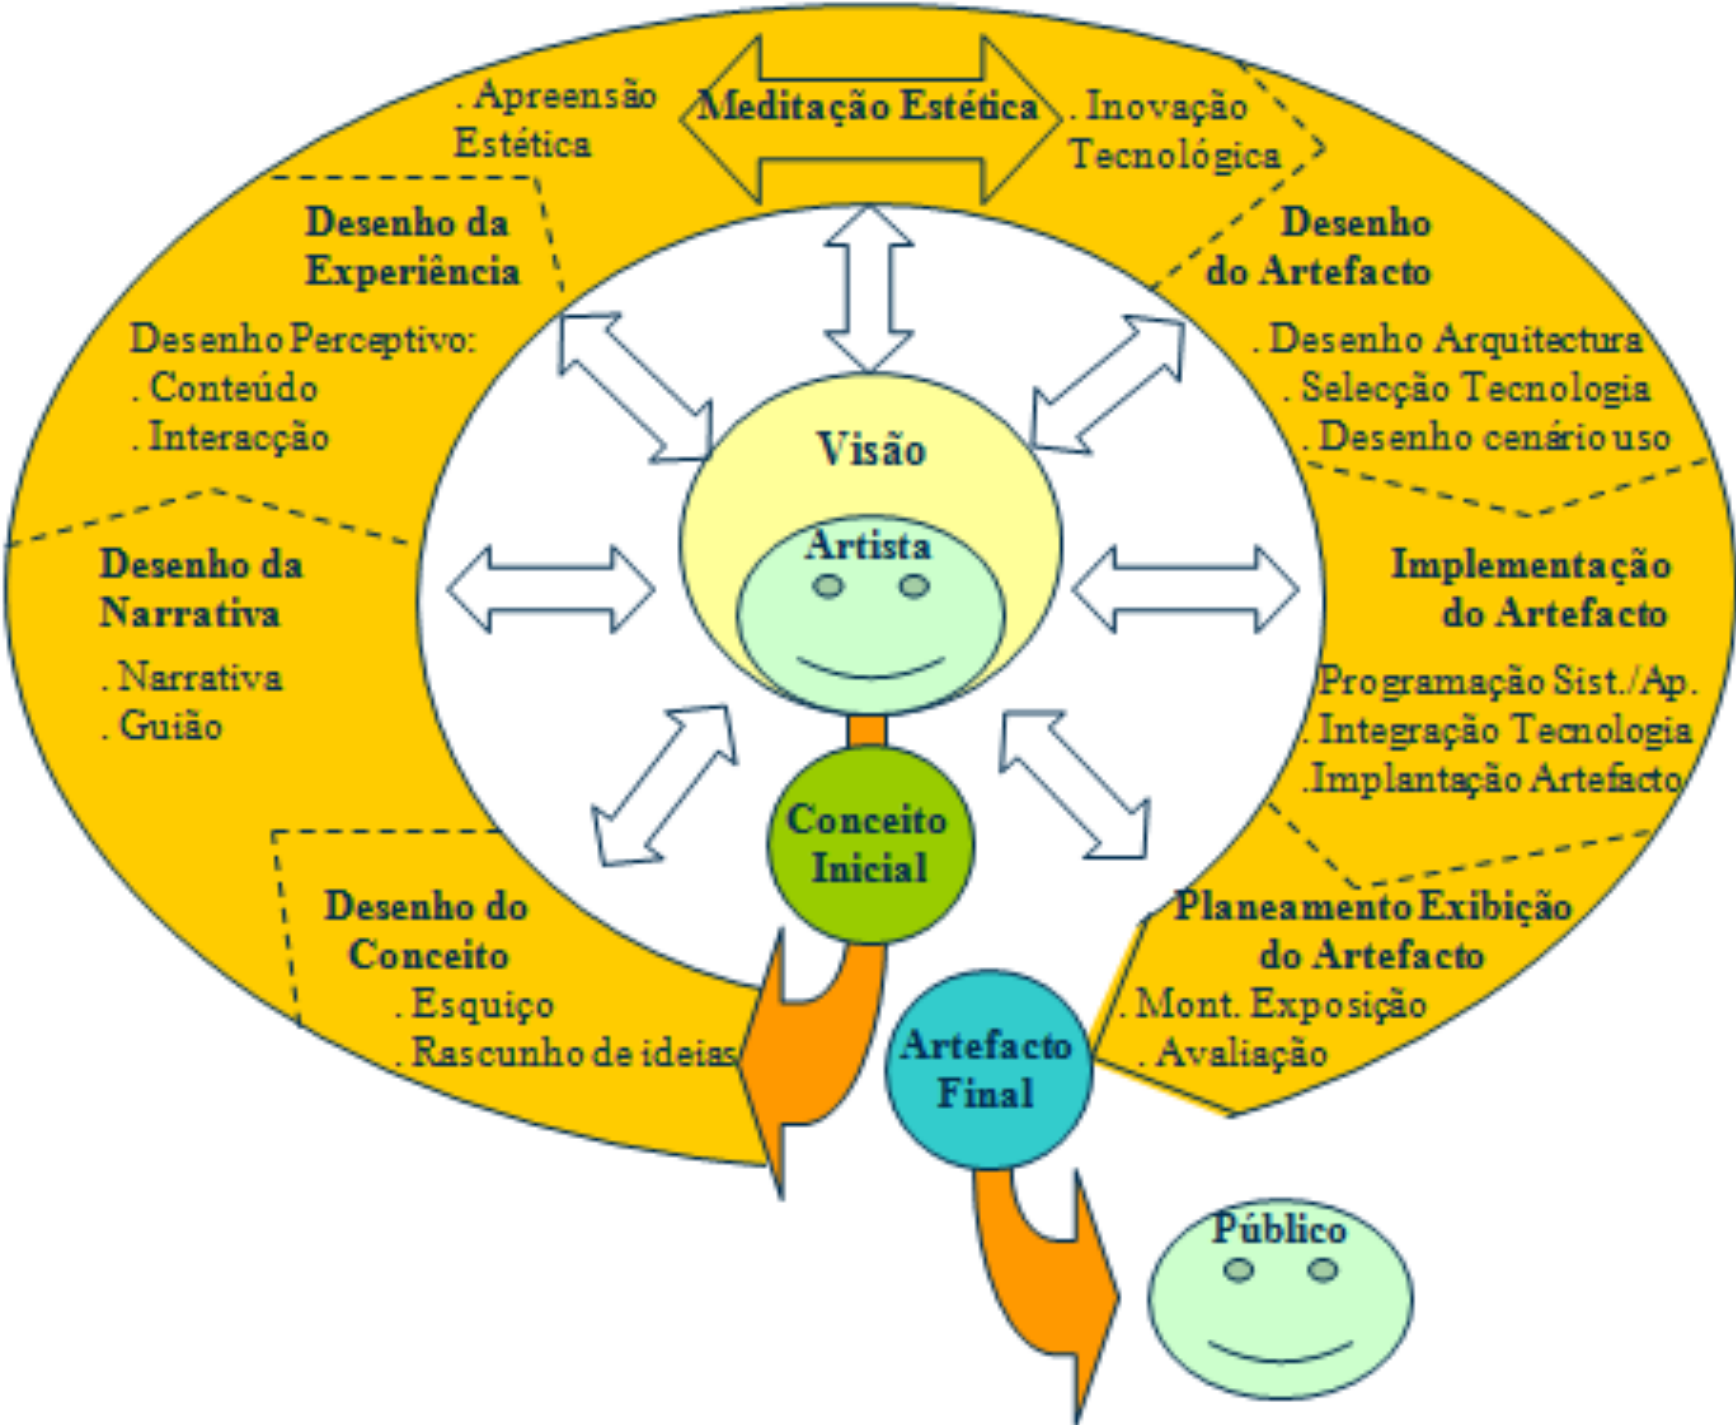 . Apreensão
Estética
Meditação Estética
. Inovação
Tecnológica
Desenho da
Experiência
Desenho Perceptivo:
. Conteúdo
. Interacção
Desenho
do Artefacto
. Desenho Arquitectura
. Selecção Tecnologia
. Desenho cenário uso
Visão
Artista
Desenho da
Narrativa
. Narrativa
. Guião
Implementação
do Artefacto
Programação Sist./Ap.
. Integração Tecnologia
.Implantação Artefacto
Conceito
Inicial
Desenho do
Conceito
. Esquiço
. Rascunho de ideias
Planeamento Exibição
do Artefacto
. Mont. Exposição
. Avaliação
Artefacto
Final
Público